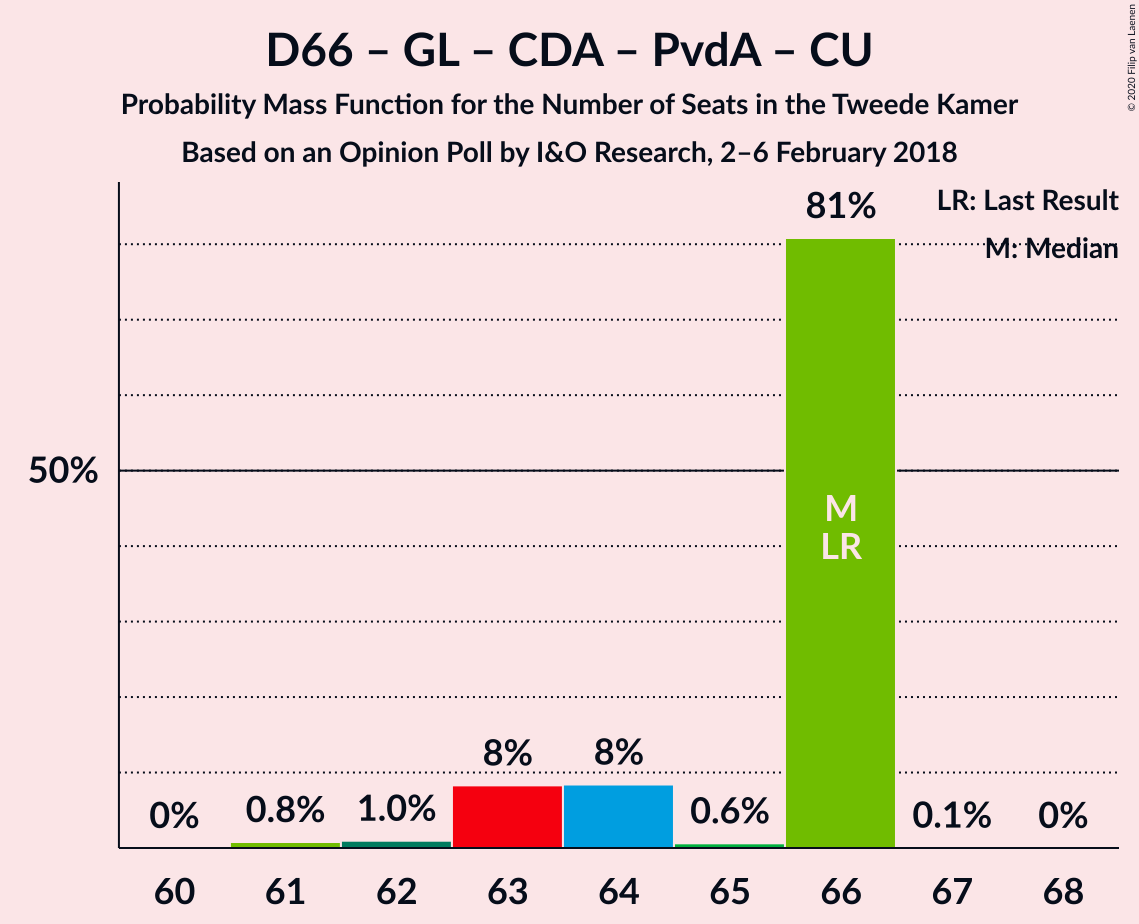 D66 – GL – CDA – PvdA – CU
Probability Mass Function for the Number of Seats in the Tweede Kamer
Based on an Opinion Poll by I&O Research, 2–6 February 2018
© 2020 Filip van Laenen
LR: Last Result
M: Median
81%
50%
M
LR
8%
8%
0%
0.8%
1.0%
0.6%
0.1%
0%
60
61
62
63
64
65
66
67
68